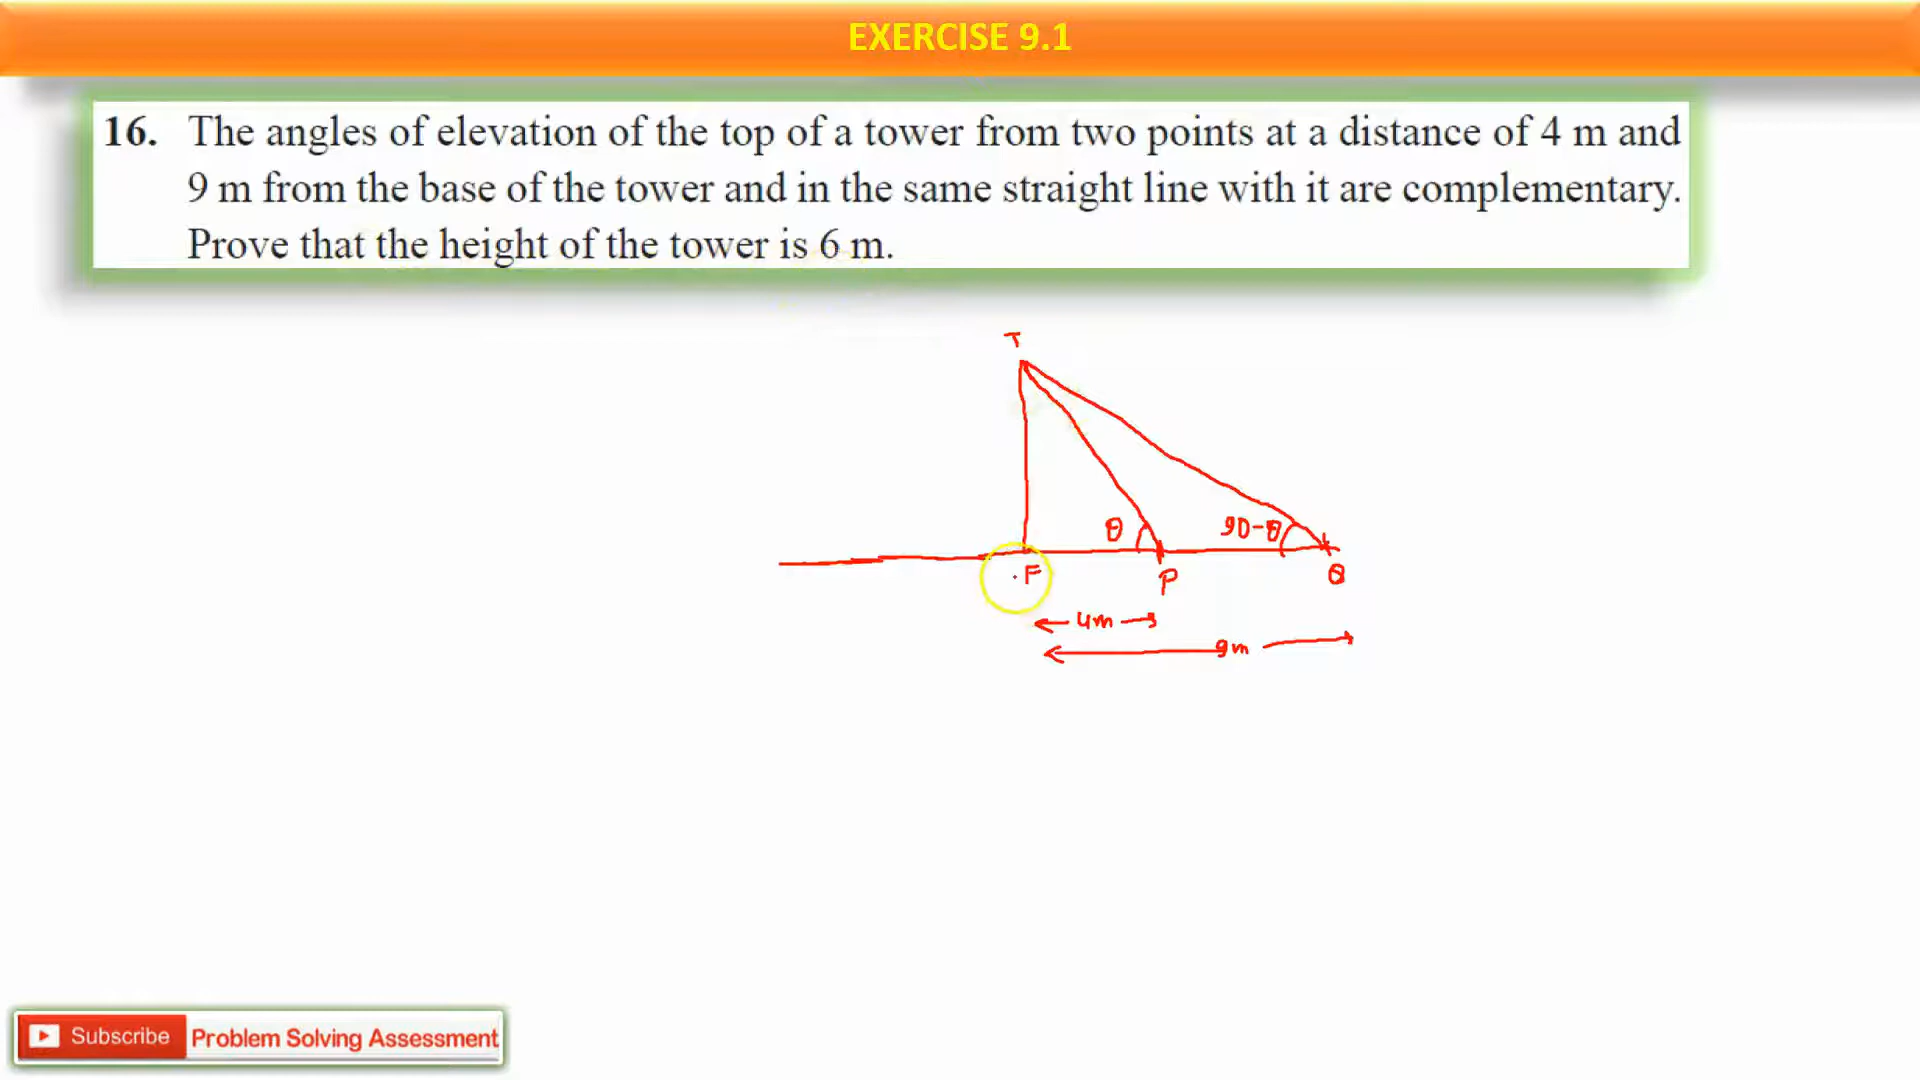 EXERCISE 9.1
16. The angles of elevation of the top of a tower from two points at a distance of 4 m and
9 m from the base of the tower and in the same straight line with it are complementary.
Prove that the height of the tower is 6 m.
T
θ 90-θ
F P Q
4m
9m
Subscribe Problem Solving Assessment